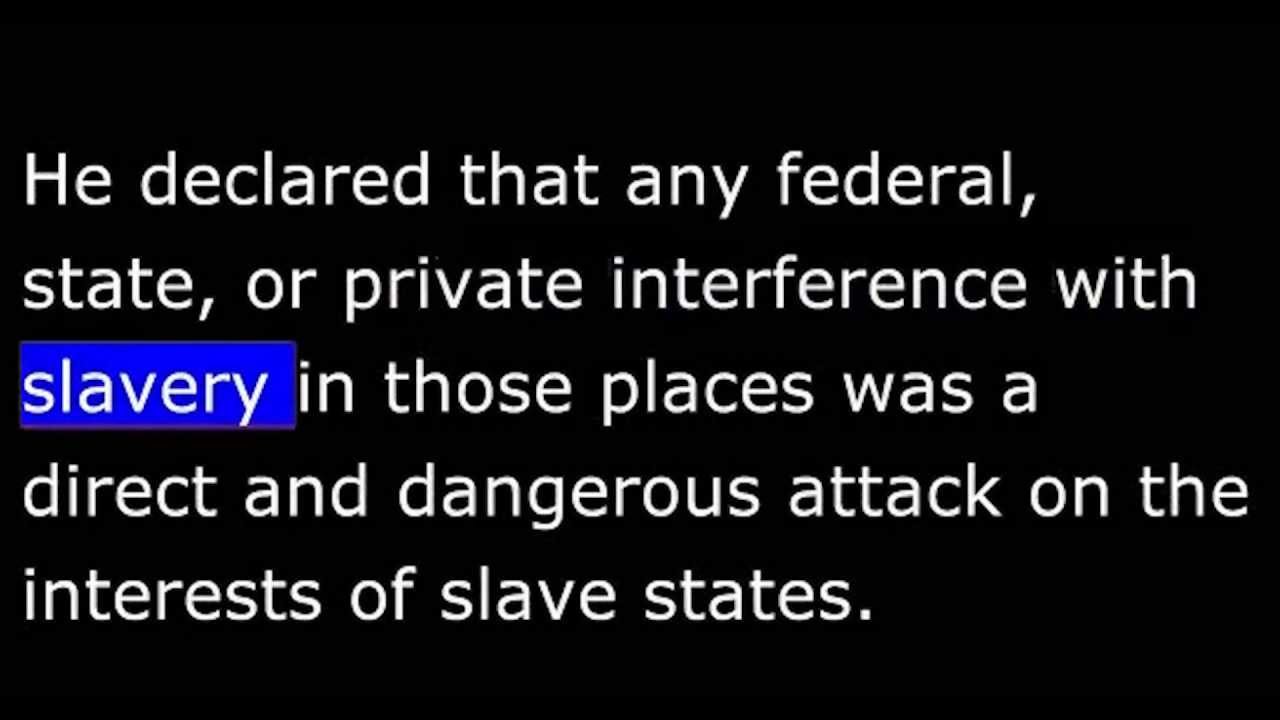 He declared that any federal,
state, or private interference with
slavery in those places was a
direct and dangerous attack on the
interests of slave states.